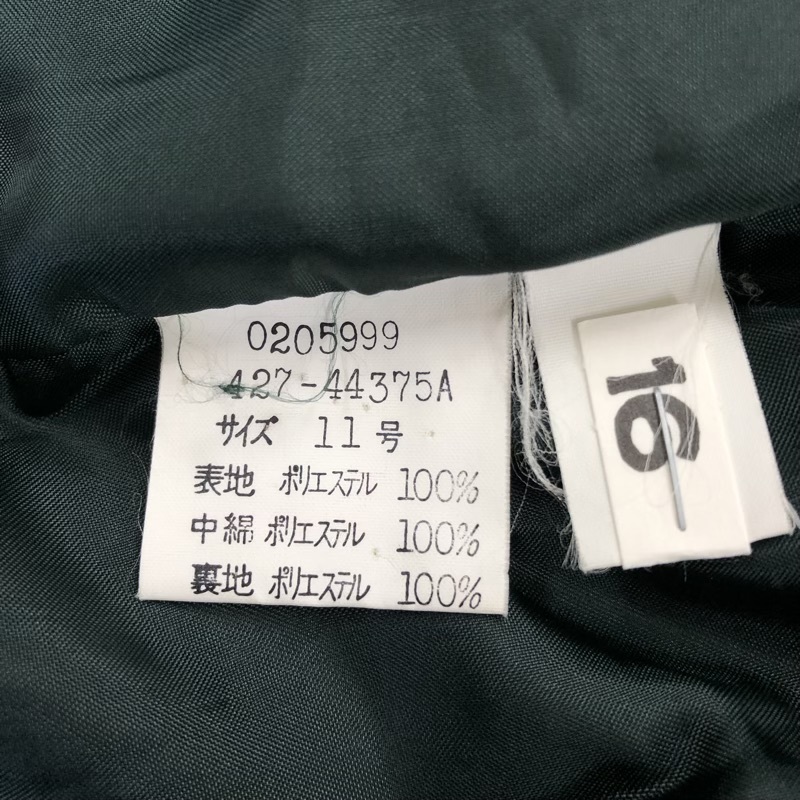 0205999
427-44375A
サイズ 11号
表地 ポリエステル 100%
中綿 ポリエステル 100%
裏地 ポリエステル 100%
16